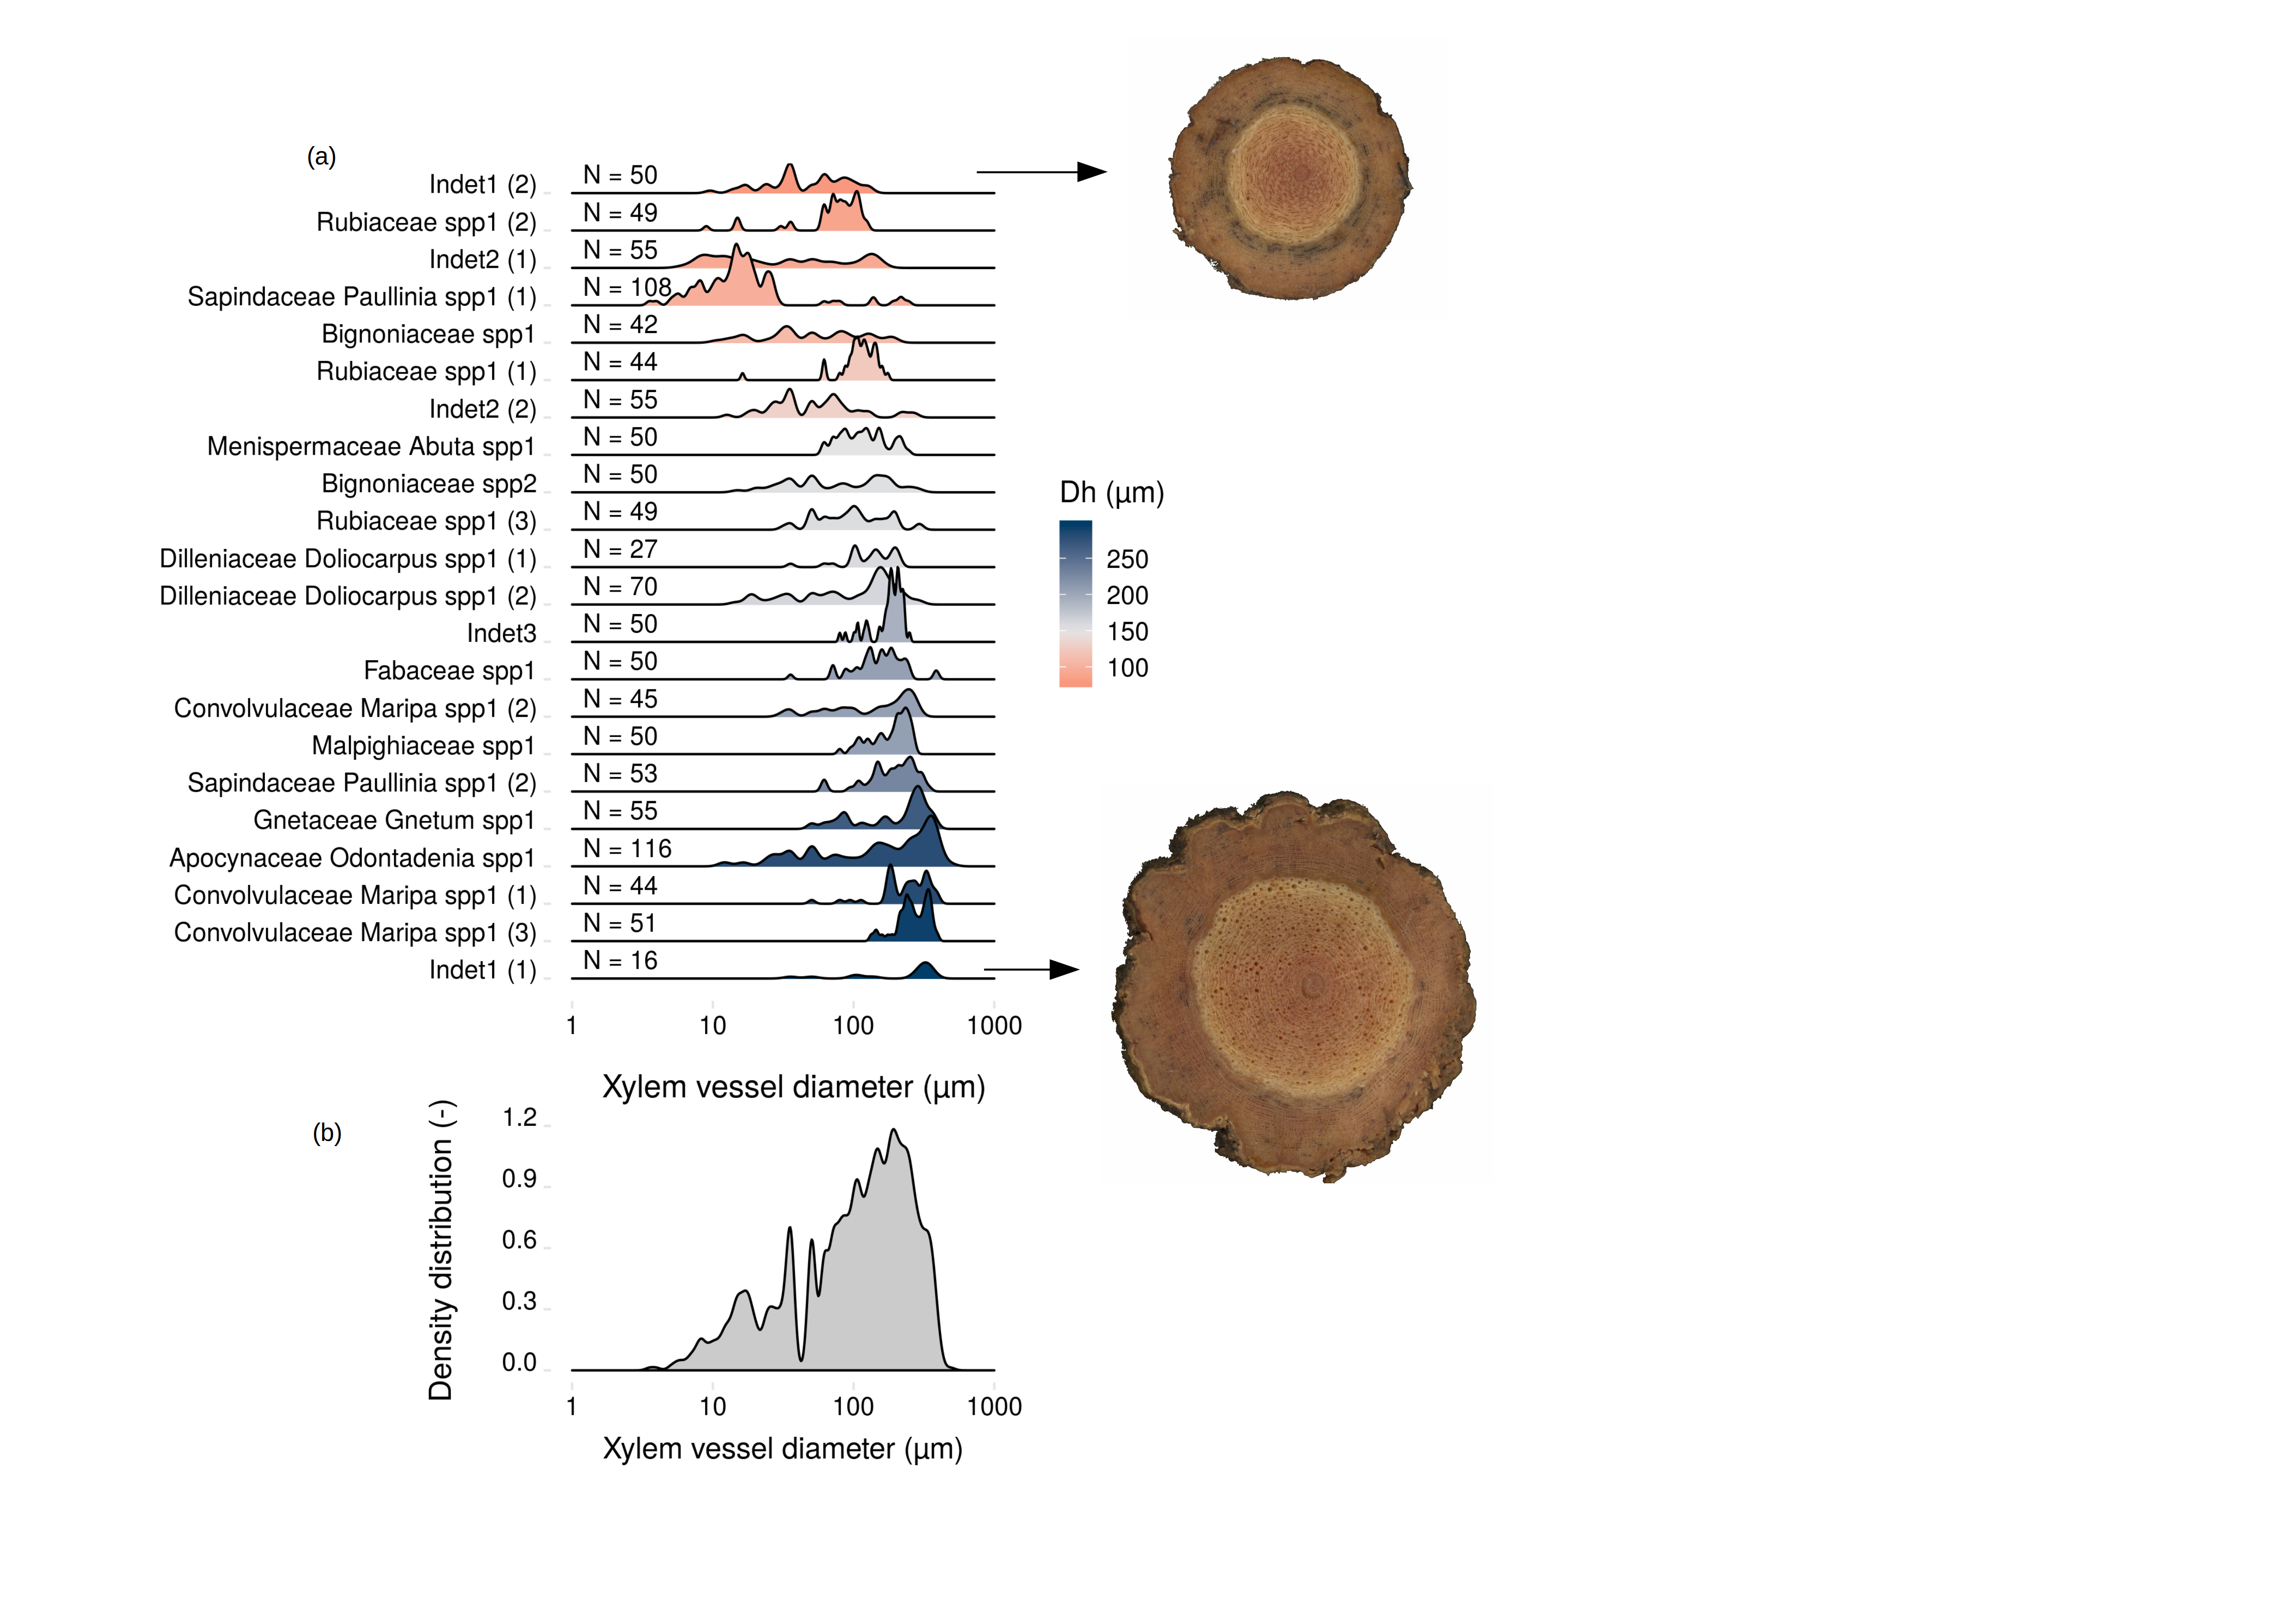 (a)
Indet1 (2) N = 50
Rubiaceae spp1 (2) N = 49
Indet2 (1) N = 55
Sapindaceae Paullinia spp1 (1) N = 108
Bignoniaceae spp1 N = 42
Rubiaceae spp1 (1) N = 44
Indet2 (2) N = 55
Menispermaceae Abuta spp1 N = 50
Bignoniaceae spp2 N = 50
Rubiaceae spp1 (3) N = 49
Dilleniaceae Doliocarpus spp1 (1) N = 27
Dilleniaceae Doliocarpus spp1 (2) N = 70
Indet3 N = 50
Fabaceae spp1 N = 50
Convolvulaceae Maripa spp1 (2) N = 45
Malpighiaceae spp1 N = 50
Sapindaceae Paullinia spp1 (2) N = 53
Gnetaceae Gnetum spp1 N = 55
Apocynaceae Odontadenia spp1 N = 116
Convolvulaceae Maripa spp1 (1) N = 44
Convolvulaceae Maripa spp1 (3) N = 51
Indet1 (1) N = 16
1 10 100 1000
Xylem vessel diameter (µm)
Dh (µm)
250
200
150
100
(b)
Density distribution (-)
1.2
0.9
0.6
0.3
0.0
1 10 100 1000
Xylem vessel diameter (µm)